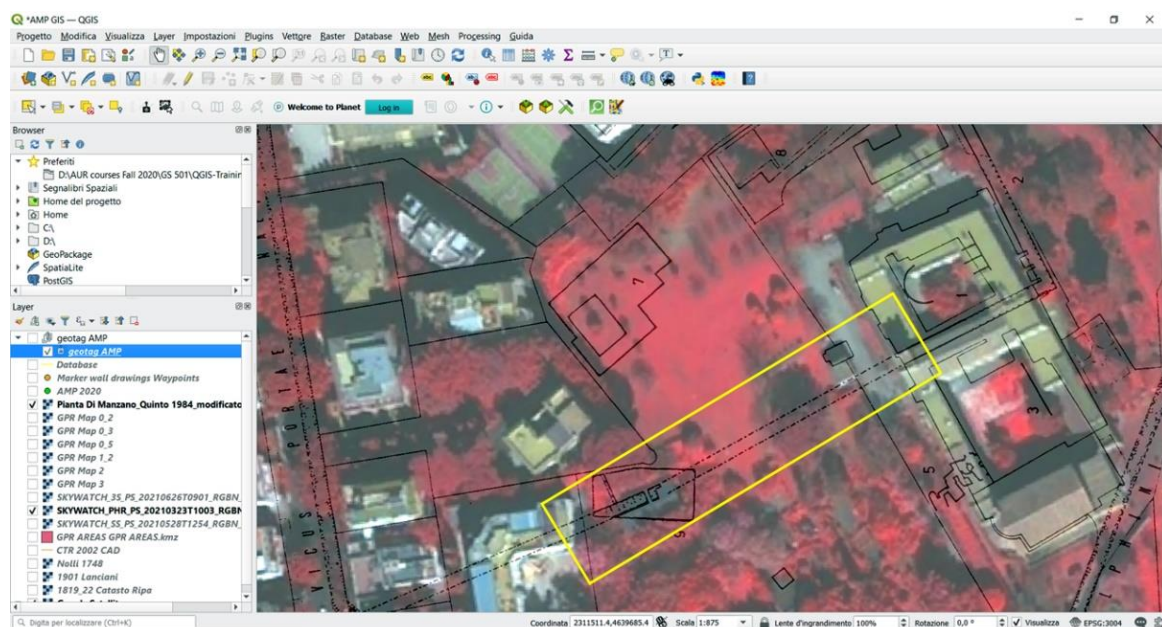 *AMP GIS — QGIS
Progetto Modifica Visualizza Layer Impostazioni Plugins Vettore Raster Database Web Mesh Processing Guida
Welcome to Planet Log in
Browser
Preferiti
D:\AUR courses Fall 2020\GS 501\QGIS-Trainin
Segnalibri Spaziali
Home del progetto
Home
C:\
D:\
GeoPackage
SpatiaLite
PostGIS
Layer
geotag AMP
geotag AMP
Database
Marker wall drawings Waypoints
AMP 2020
Pianta Di Manzano_Quinto 1984_modificato
GPR Map 0_2
GPR Map 0_3
GPR Map 0_5
GPR Map 1_2
GPR Map 2
GPR Map 3
SKYWATCH_3S_PS_20210626T0901_RGBN_
SKYWATCH_PHR_PS_20210323T1003_RGBN
SKYWATCH_SS_PS_20210528T1254_RGBN_
GPR AREAS GPR AREAS.kmz
CTR 2002 CAD
Nolli 1748
1901 Lanciani
1819_22 Catasto Ripa
VICUS PORTAE
8
2
7
1
3
5
Digita per localizzare (Ctrl+K)
Coordinata 2311511.4,4639685.4 Scala 1:875 Lente d'ingrandimento 100% Rotazione 0,0 ° Visualizza EPSG:3004